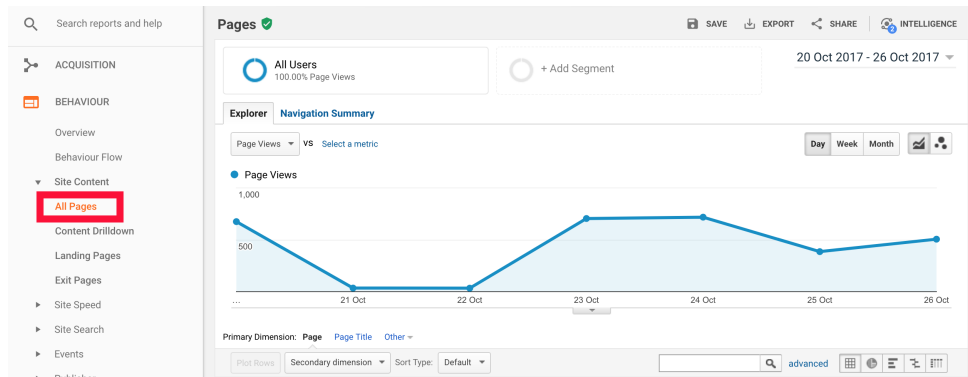 Search reports and help
ACQUISITION
BEHAVIOUR
Overview
Behaviour Flow
Site Content
All Pages
Content Drilldown
Landing Pages
Exit Pages
Site Speed
Site Search
Events
Pages
SAVE
EXPORT
SHARE
2
INTELLIGENCE
All Users
100.00% Page Views
+ Add Segment
20 Oct 2017 - 26 Oct 2017
Explorer
Navigation Summary
Page Views
VS
Select a metric
Day
Week
Month
Page Views
1,000
500
...
21 Oct
22 Oct
23 Oct
24 Oct
25 Oct
26 Oct
Primary Dimension:
Page
Page Title
Other
Plot Rows
Secondary dimension
Sort Type:
Default
advanced